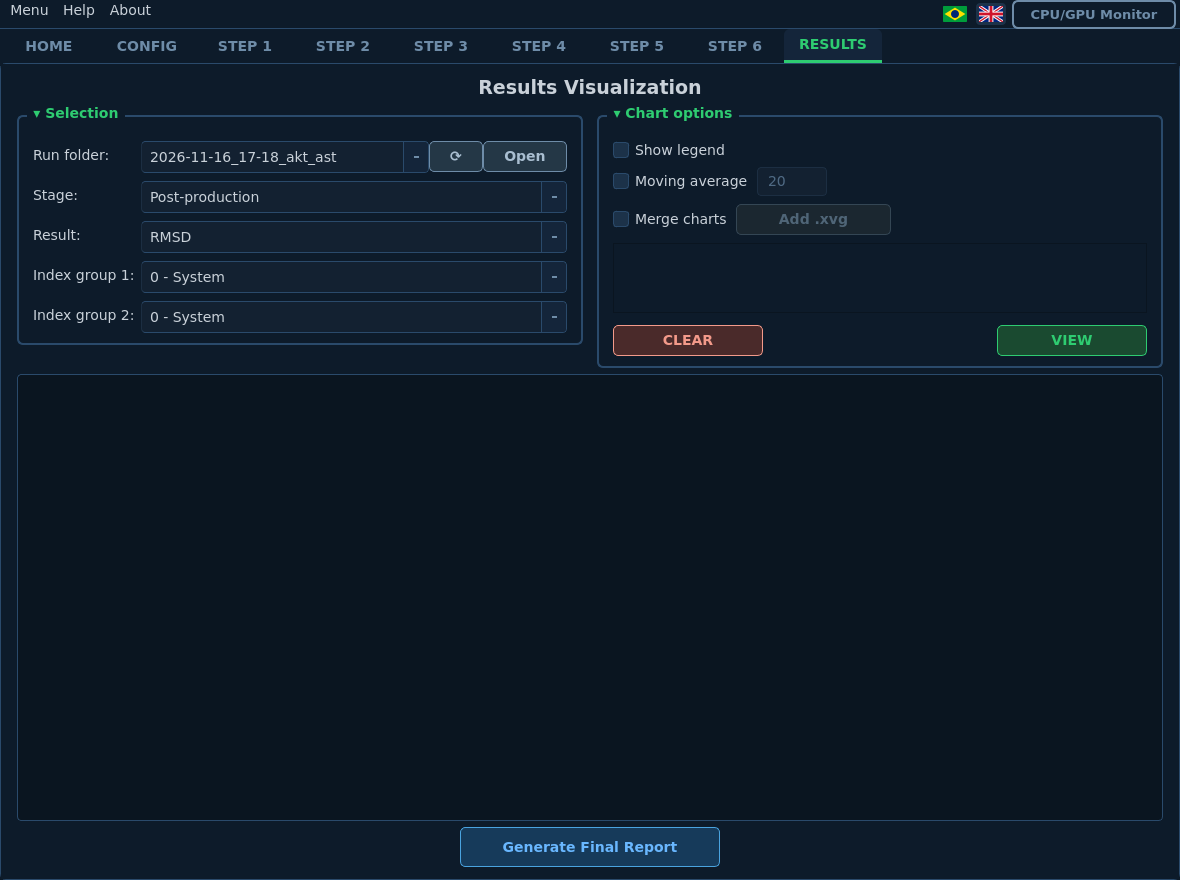 Menu Help About
CPU/GPU Monitor
HOME CONFIG STEP 1 STEP 2 STEP 3 STEP 4 STEP 5 STEP 6 RESULTS
Results Visualization
▾ Selection
Run folder: 2026-11-16_17-18_akt_ast - ⟳ Open
Stage: Post-production -
Result: RMSD -
Index group 1: 0 - System -
Index group 2: 0 - System -
▾ Chart options
Show legend
Moving average 20
Merge charts Add .xvg
CLEAR VIEW
Generate Final Report